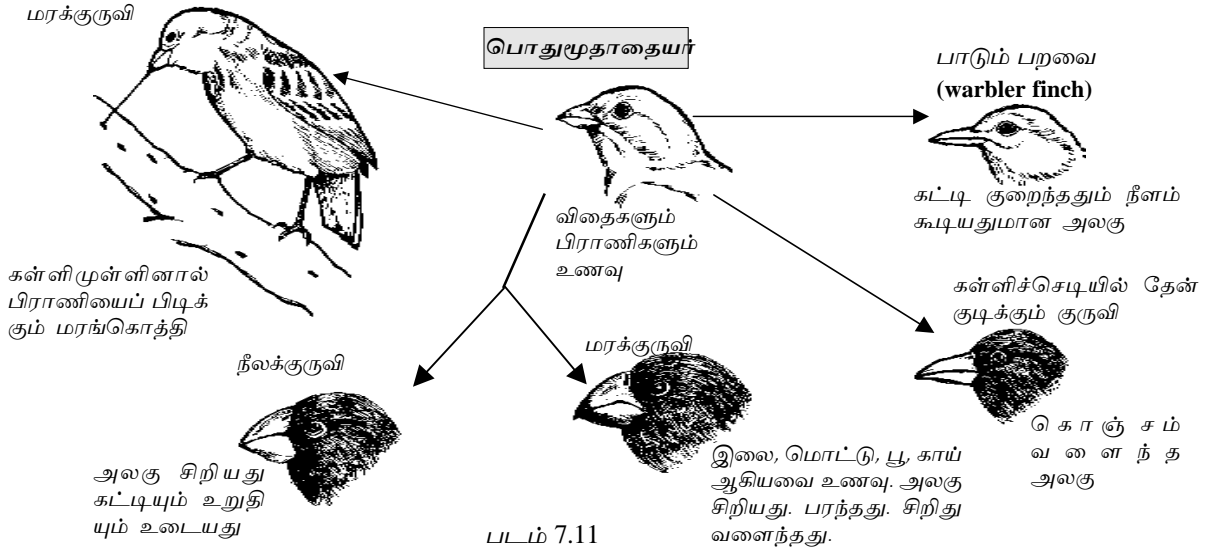 மரக்குருவி
பொதுமூதாதையர்
பாடும் பறவை
(warbler finch)
கட்டி குறைந்ததும் நீளம்
கூடியதுமான அலகு
விதைகளும்
பிராணிகளும்
உணவு
கள்ளிமுள்ளினால்
பிராணியைப் பிடிக்
கும் மரங்கொத்தி
கள்ளிச்செடியில் தேன்
குடிக்கும் குருவி
நீலக்குருவி
மரக்குருவி
கொஞ்சம்
வளைந்த
அலகு
அலகு சிறியது
கட்டியும் உறுதி
யும் உடையது
இலை, மொட்டு, பூ, காய்
ஆகியவை உணவு. அலகு
சிறியது. பரந்தது. சிறிது
வளைந்தது.
படம் 7.11